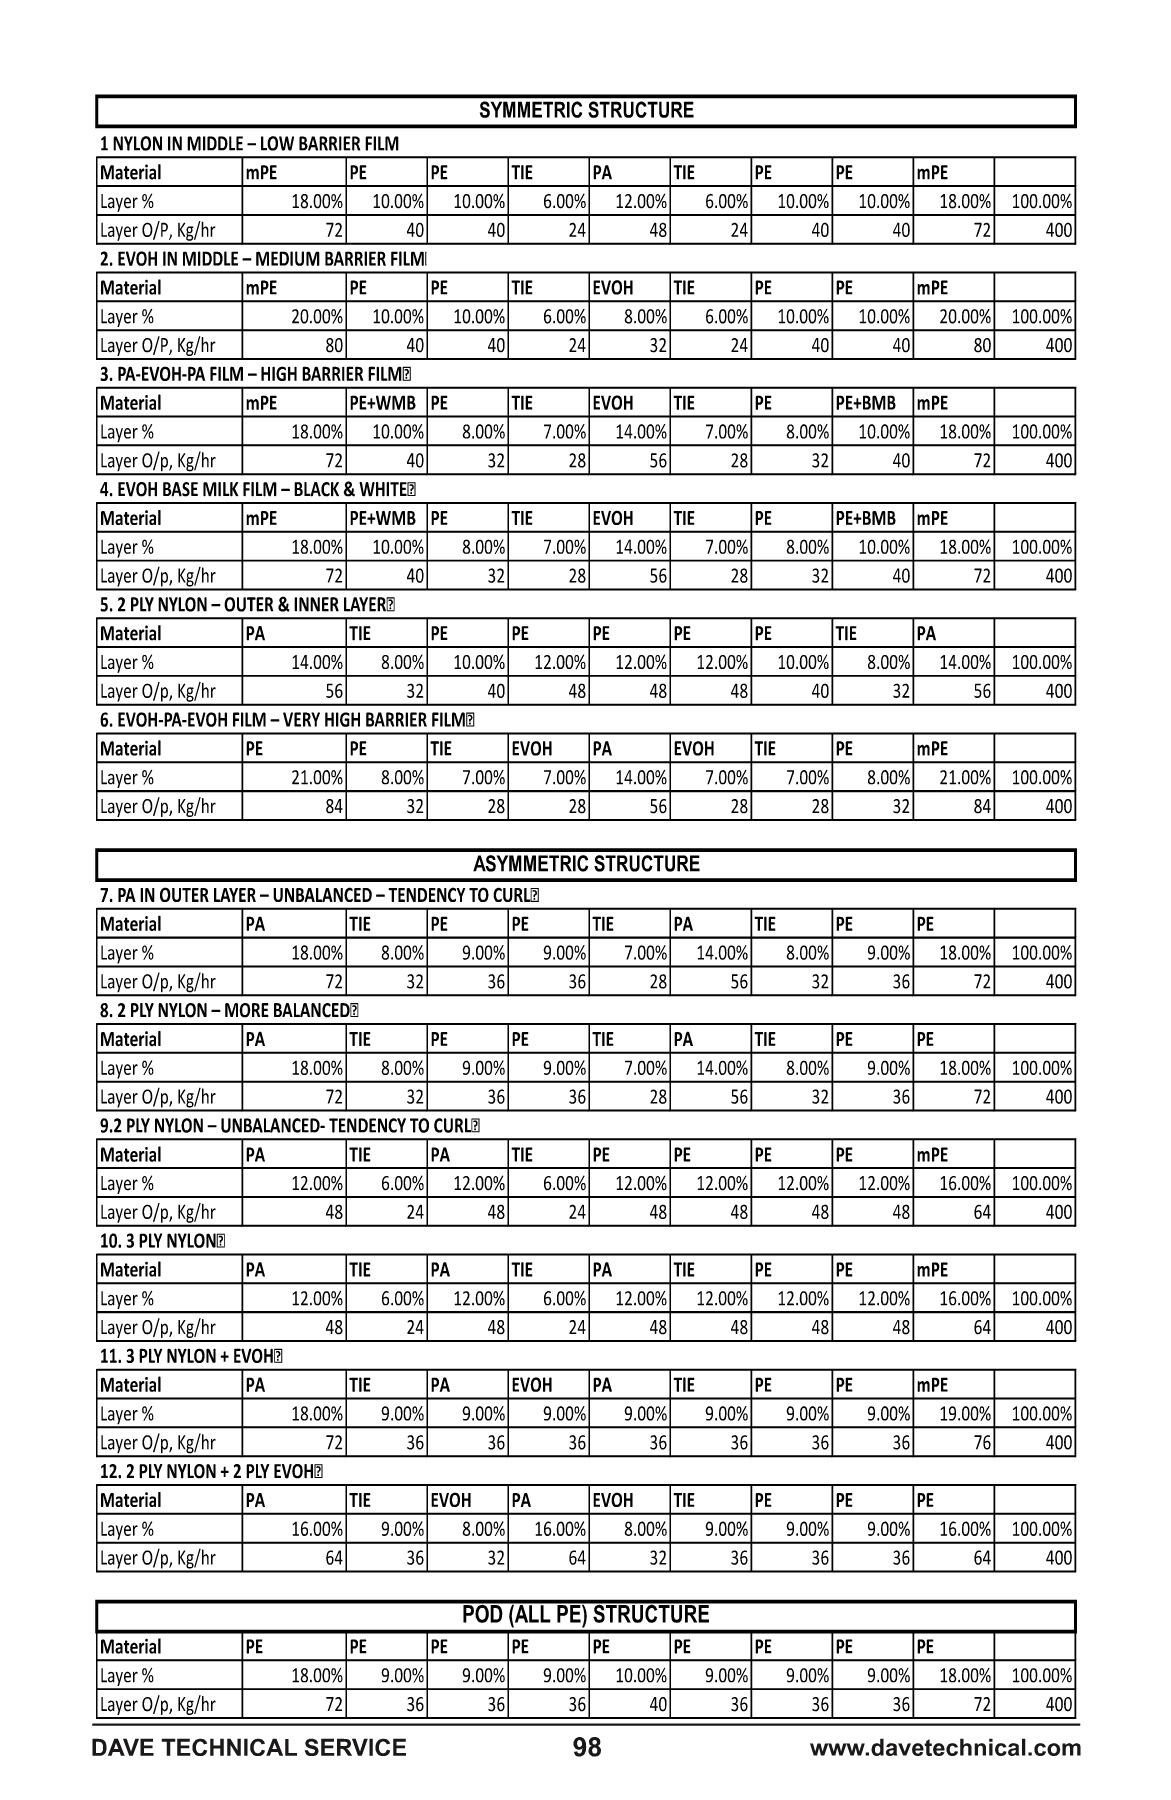 SYMMETRIC STRUCTURE
1 NYLON IN MIDDLE – LOW BARRIER FILM
Material mPE PE PE TIE PA TIE PE PE mPE
Layer % 18.00% 10.00% 10.00% 6.00% 12.00% 6.00% 10.00% 10.00% 18.00% 100.00%
Layer O/P, Kg/hr 72 40 40 24 48 24 40 40 72 400
2. EVOH IN MIDDLE – MEDIUM BARRIER FILM
Material mPE PE PE TIE EVOH TIE PE PE mPE
Layer % 20.00% 10.00% 10.00% 6.00% 8.00% 6.00% 10.00% 10.00% 20.00% 100.00%
Layer O/P, Kg/hr 80 40 40 24 32 24 40 40 80 400
3. PA-EVOH-PA FILM – HIGH BARRIER FILM
Material mPE PE+WMB PE TIE EVOH TIE PE PE+BMB mPE
Layer % 18.00% 10.00% 8.00% 7.00% 14.00% 7.00% 8.00% 10.00% 18.00% 100.00%
Layer O/p, Kg/hr 72 40 32 28 56 28 32 40 72 400
4. EVOH BASE MILK FILM – BLACK & WHITE
Material mPE PE+WMB PE TIE EVOH TIE PE PE+BMB mPE
Layer % 18.00% 10.00% 8.00% 7.00% 14.00% 7.00% 8.00% 10.00% 18.00% 100.00%
Layer O/p, Kg/hr 72 40 32 28 56 28 32 40 72 400
5. 2 PLY NYLON – OUTER & INNER LAYER
Material PA TIE PE PE PE PE PE TIE PA
Layer % 14.00% 8.00% 10.00% 12.00% 12.00% 12.00% 10.00% 8.00% 14.00% 100.00%
Layer O/p, Kg/hr 56 32 40 48 48 48 40 32 56 400
6. EVOH-PA-EVOH FILM – VERY HIGH BARRIER FILM
Material PE PE TIE EVOH PA EVOH TIE PE mPE
Layer % 21.00% 8.00% 7.00% 7.00% 14.00% 7.00% 7.00% 8.00% 21.00% 100.00%
Layer O/p, Kg/hr 84 32 28 28 56 28 28 32 84 400
ASYMMETRIC STRUCTURE
7. PA IN OUTER LAYER – UNBALANCED – TENDENCY TO CURL
Material PA TIE PE PE TIE PA TIE PE PE
Layer % 18.00% 8.00% 9.00% 9.00% 7.00% 14.00% 8.00% 9.00% 18.00% 100.00%
Layer O/p, Kg/hr 72 32 36 36 28 56 32 36 72 400
8. 2 PLY NYLON – MORE BALANCED
Material PA TIE PE PE TIE PA TIE PE PE
Layer % 18.00% 8.00% 9.00% 9.00% 7.00% 14.00% 8.00% 9.00% 18.00% 100.00%
Layer O/p, Kg/hr 72 32 36 36 28 56 32 36 72 400
9.2 PLY NYLON – UNBALANCED- TENDENCY TO CURL
Material PA TIE PA TIE PE PE PE PE mPE
Layer % 12.00% 6.00% 12.00% 6.00% 12.00% 12.00% 12.00% 12.00% 16.00% 100.00%
Layer O/p, Kg/hr 48 24 48 24 48 48 48 48 64 400
10. 3 PLY NYLON
Material PA TIE PA TIE PA TIE PE PE mPE
Layer % 12.00% 6.00% 12.00% 6.00% 12.00% 12.00% 12.00% 12.00% 16.00% 100.00%
Layer O/p, Kg/hr 48 24 48 24 48 48 48 48 64 400
11. 3 PLY NYLON + EVOH
Material PA TIE PA EVOH PA TIE PE PE mPE
Layer % 18.00% 9.00% 9.00% 9.00% 9.00% 9.00% 9.00% 9.00% 19.00% 100.00%
Layer O/p, Kg/hr 72 36 36 36 36 36 36 36 76 400
12. 2 PLY NYLON + 2 PLY EVOH
Material PA TIE EVOH PA EVOH TIE PE PE PE
Layer % 16.00% 9.00% 8.00% 16.00% 8.00% 9.00% 9.00% 9.00% 16.00% 100.00%
Layer O/p, Kg/hr 64 36 32 64 32 36 36 36 64 400
POD (ALL PE) STRUCTURE
Material PE PE PE PE PE PE PE PE PE
Layer % 18.00% 9.00% 9.00% 9.00% 10.00% 9.00% 9.00% 9.00% 18.00% 100.00%
Layer O/p, Kg/hr 72 36 36 36 40 36 36 36 72 400
DAVE TECHNICAL SERVICE 98 www.davetechnical.com